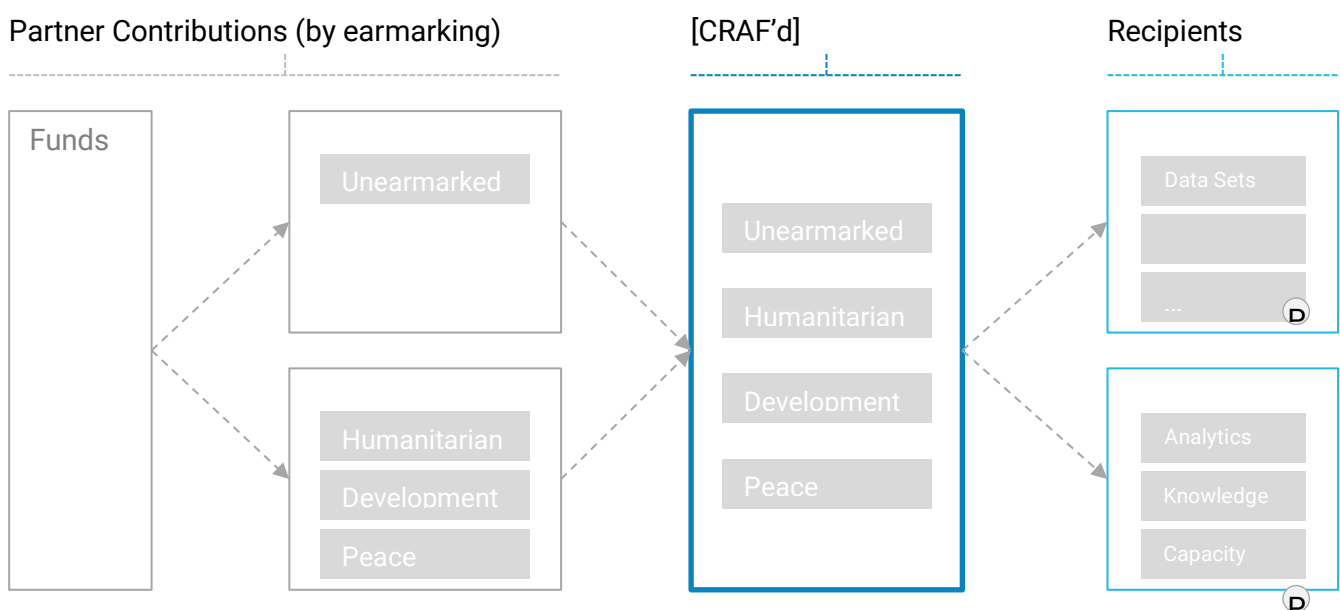 Partner Contributions (by earmarking)
[CRAF’d]
Recipients
Funds
Unearmarked
Humanitarian
Development
Peace
Unearmarked
Humanitarian
Development
Peace
Data Sets
...
Analytics
Knowledge
Capacity